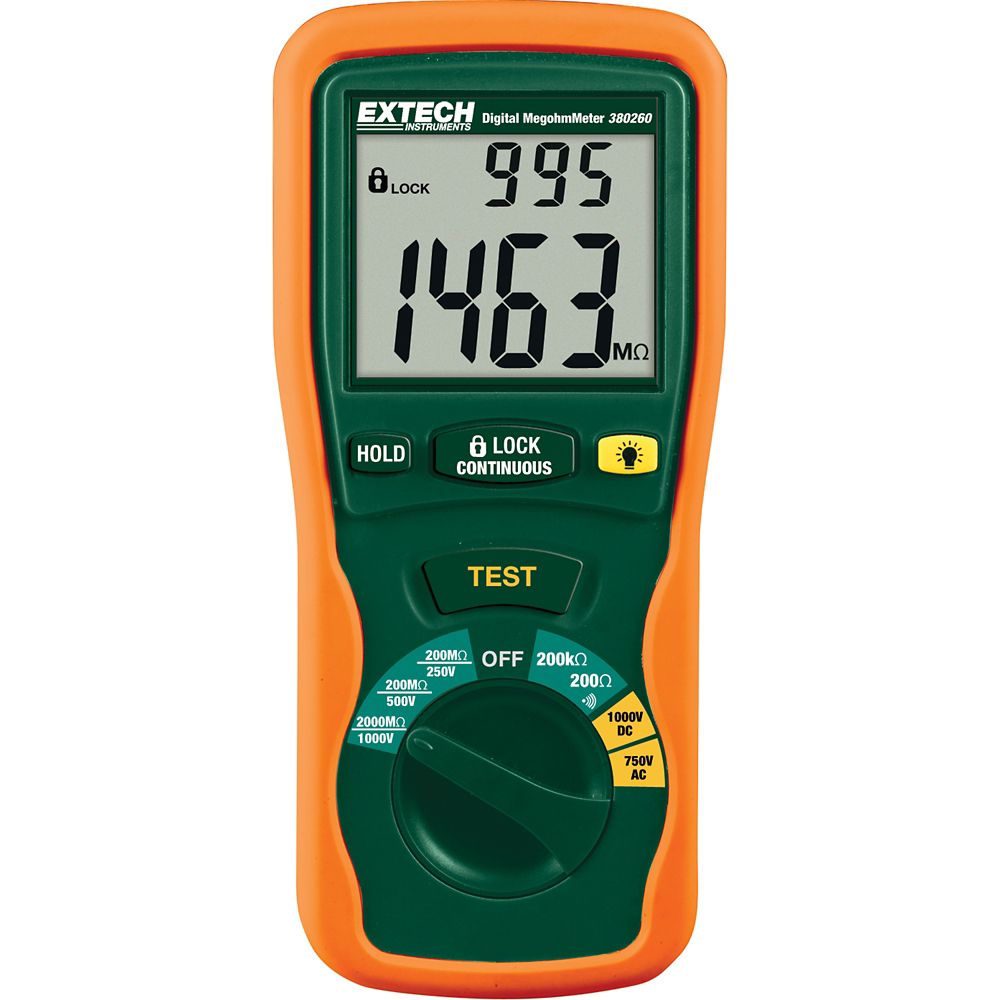 EXTECH
INSTRUMENTS
Digital MegohmMeter 380260
LOCK
995
1463
MΩ
HOLD
LOCK
CONTINUOUS
TEST
OFF
200MΩ
250V
200MΩ
500V
2000MΩ
1000V
200kΩ
200Ω
1000V
DC
750V
AC